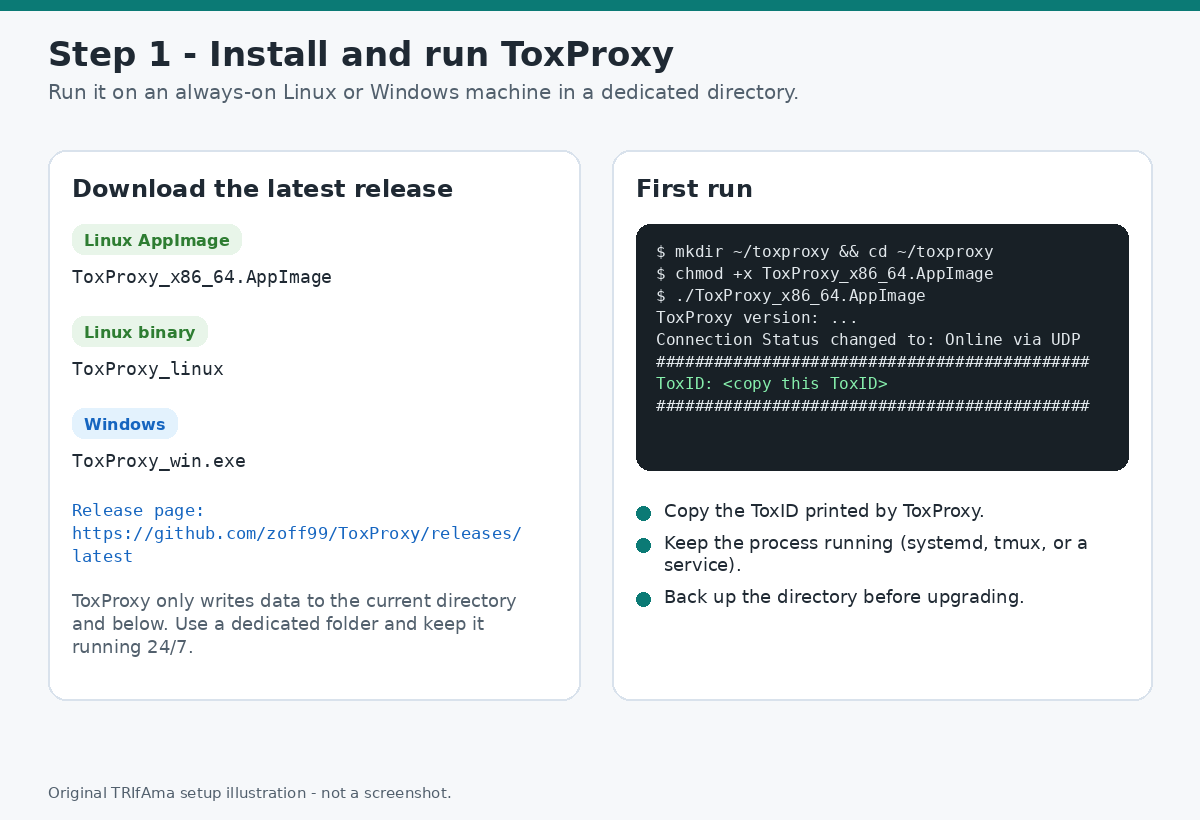 Step 1 - Install and run ToxProxy
Run it on an always-on Linux or Windows machine in a dedicated directory.
Download the latest release
Linux AppImage
ToxProxy_x86_64.AppImage
Linux binary
ToxProxy_linux
Windows
ToxProxy_win.exe
Release page:
https://github.com/zoff99/ToxProxy/releases/
latest
ToxProxy only writes data to the current directory
and below. Use a dedicated folder and keep it
running 24/7.
First run
$ mkdir ~/toxproxy && cd ~/toxproxy
$ chmod +x ToxProxy_x86_64.AppImage
$ ./ToxProxy_x86_64.AppImage
ToxProxy version: ...
Connection Status changed to: Online via UDP
#############################################
ToxID: <copy this ToxID>
#############################################
Copy the ToxID printed by ToxProxy.
Keep the process running (systemd, tmux, or a
service).
Back up the directory before upgrading.
Original TRIfAma setup illustration - not a screenshot.